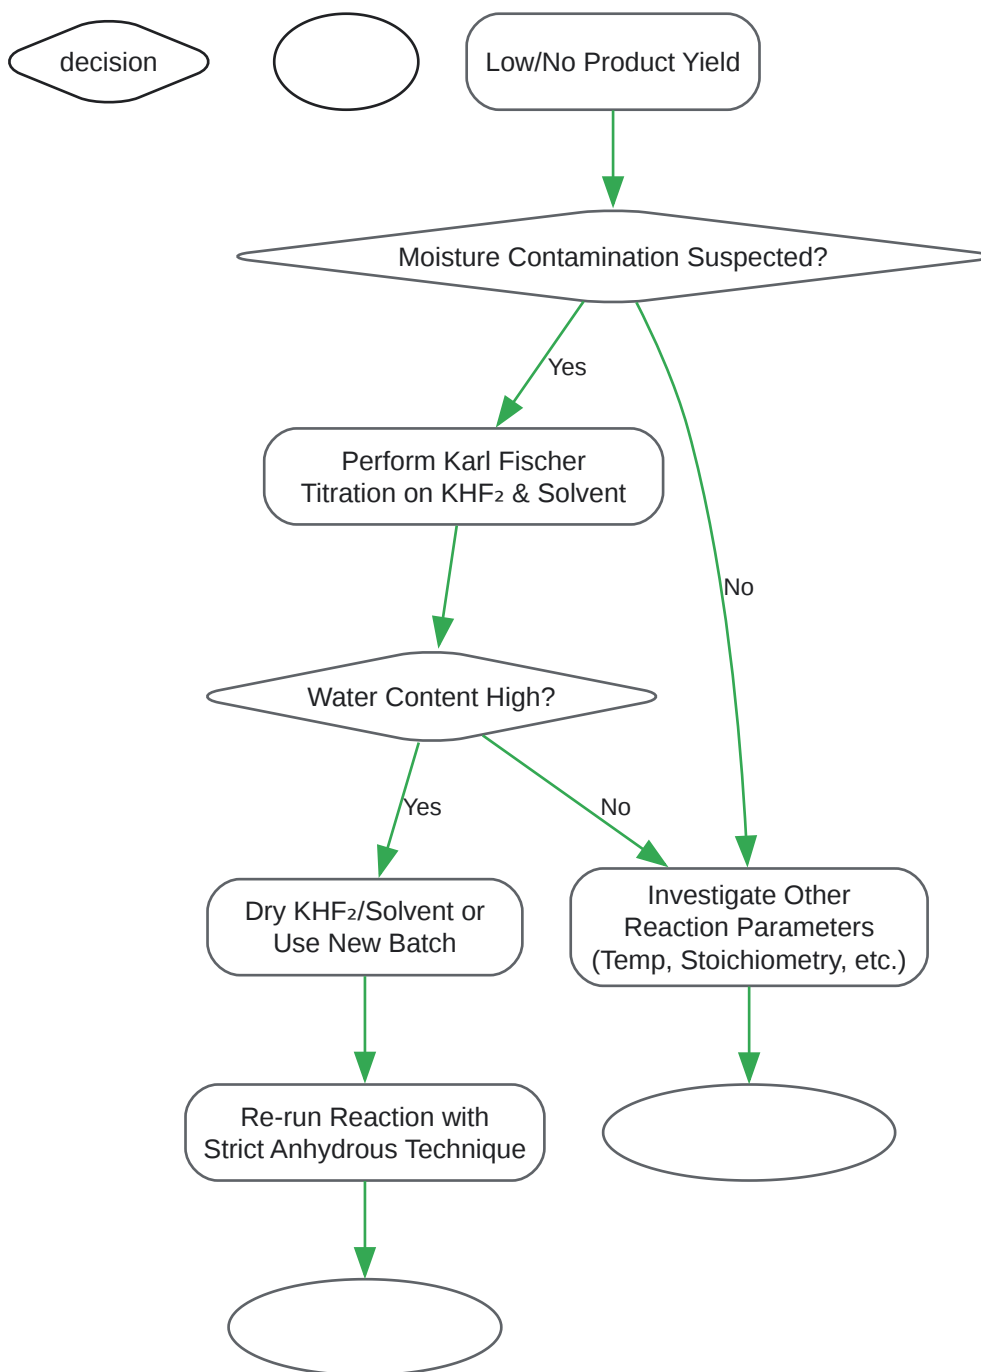 decision
Low/No Product Yield
Moisture Contamination Suspected?
Yes
Perform Karl Fischer
Titration on KHF₂ & Solvent
No
Water Content High?
Yes
No
Dry KHF₂/Solvent or
Use New Batch
Investigate Other
Reaction Parameters
(Temp, Stoichiometry, etc.)
Re-run Reaction with
Strict Anhydrous Technique